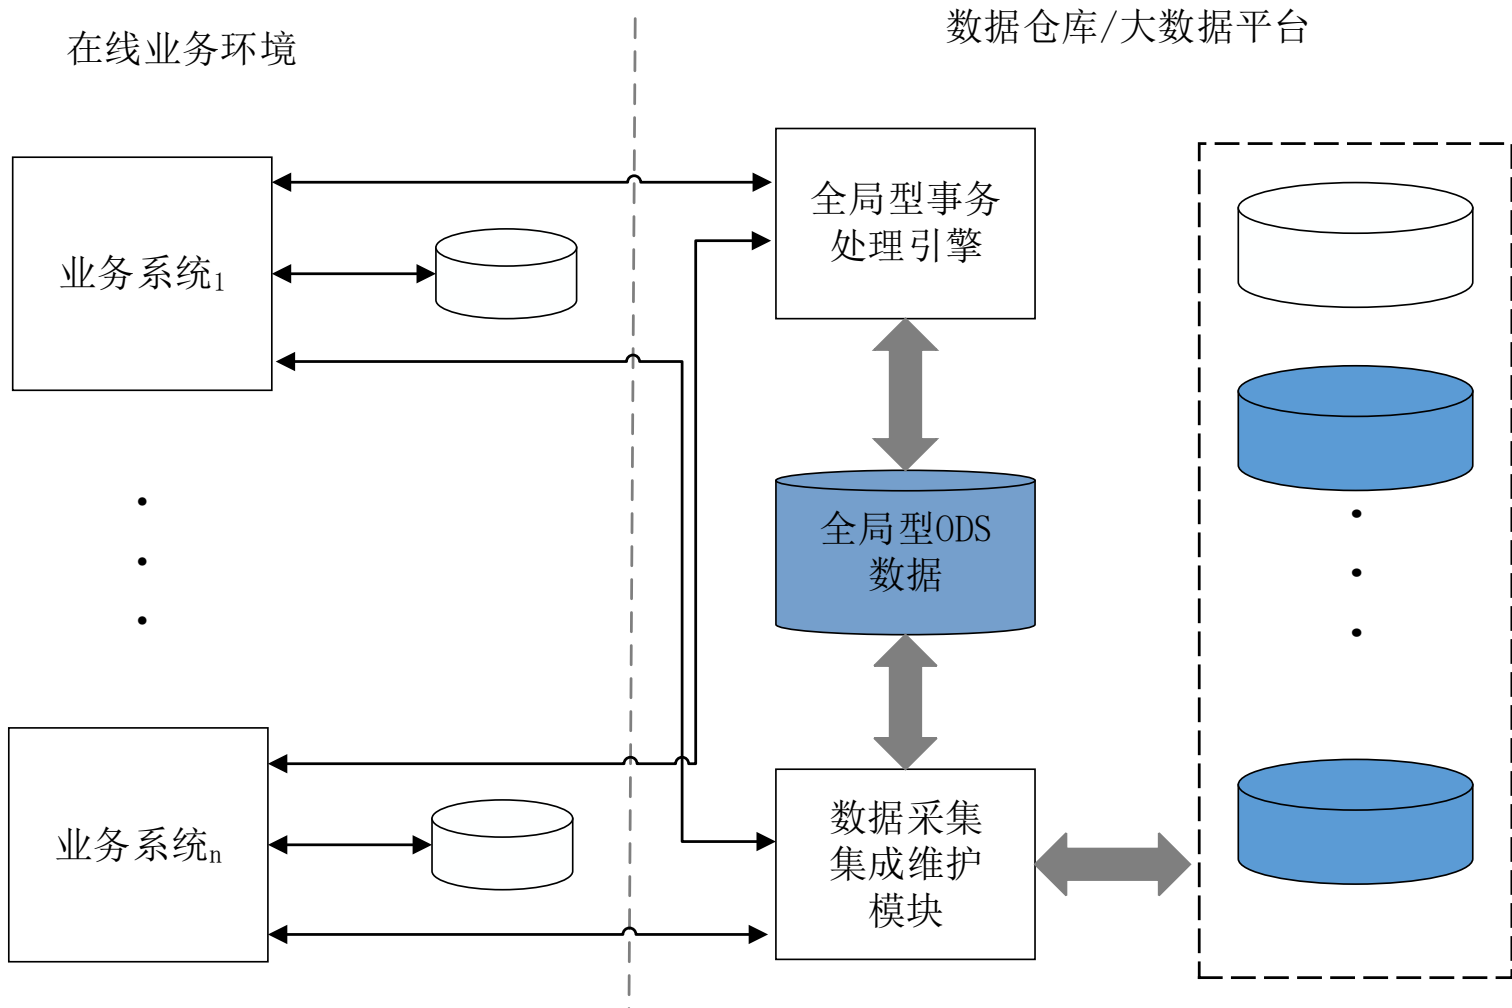 在线业务环境
数据仓库/大数据平台
业务系统1
全局型事务
处理引擎
全局型ODS
数据
业务系统n
数据采集
集成维护
模块